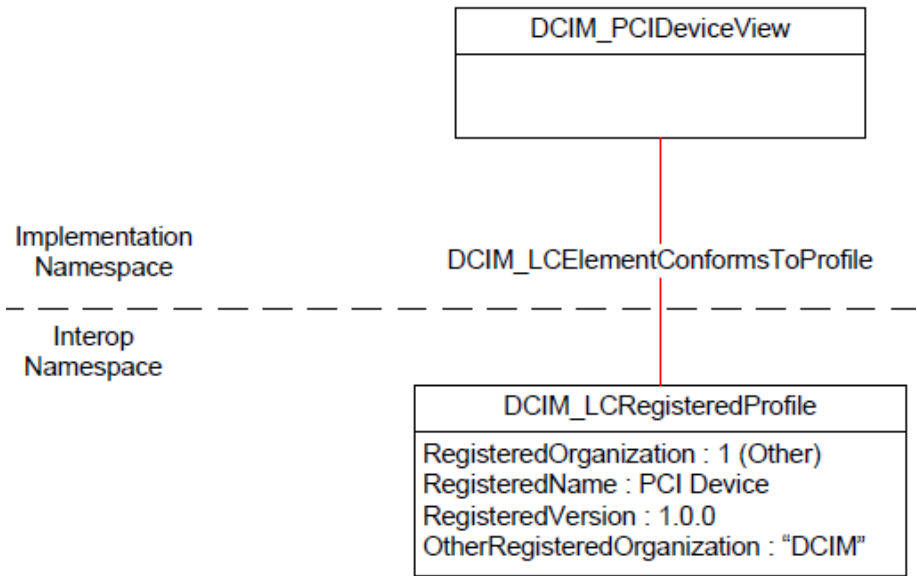 DCIM_PCIDeviceView
Implementation
Namespace
DCIM_LCElementConformsToProfile
Interop
Namespace
DCIM_LCRegisteredProfile
RegisteredOrganization : 1 (Other)
RegisteredName : PCI Device
RegisteredVersion : 1.0.0
OtherRegisteredOrganization : “DCIM”